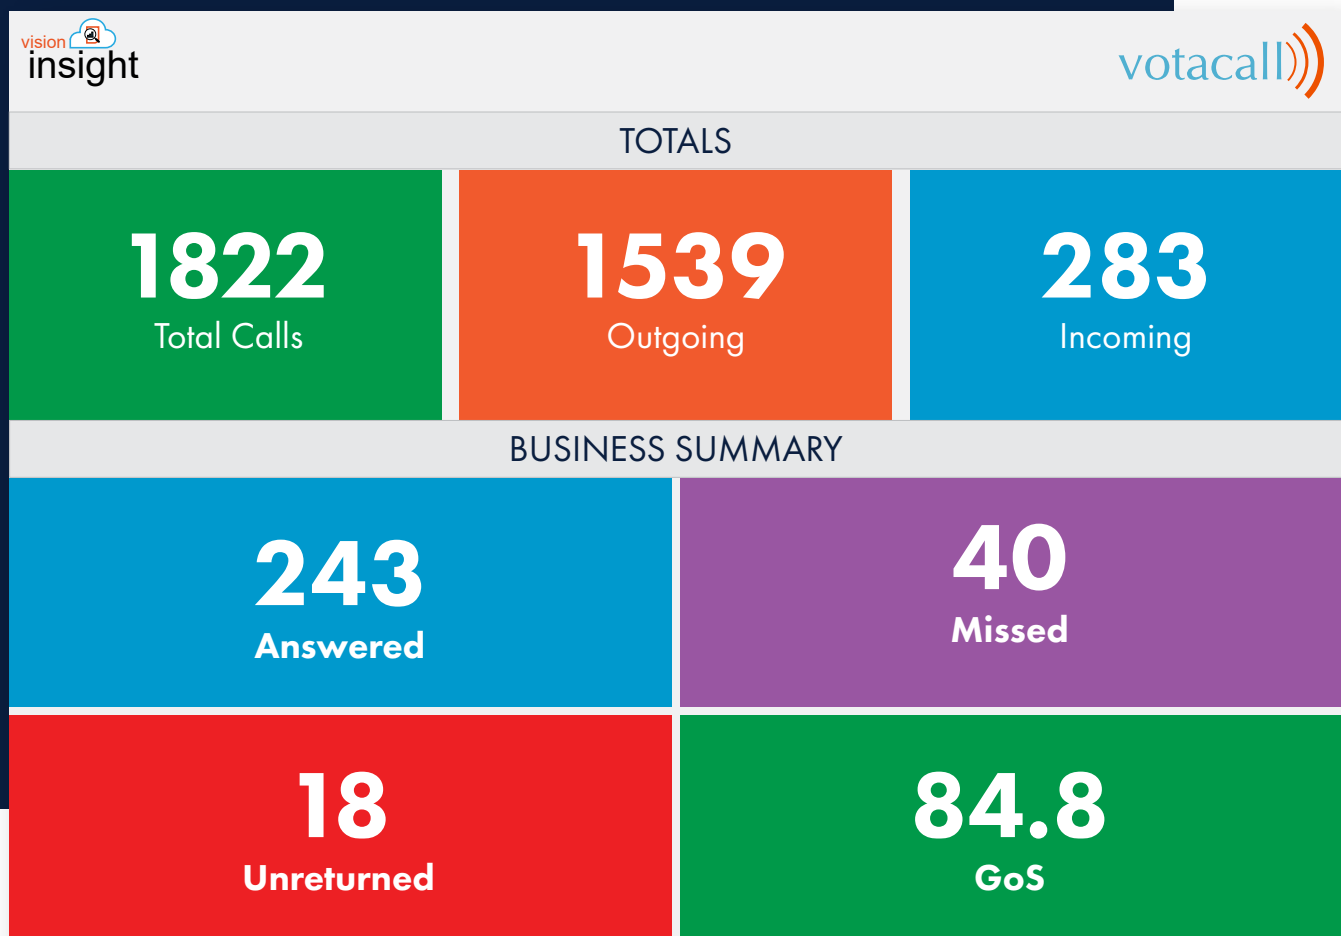 vision
insight
votacall
TOTALS
1822
Total Calls
1539
Outgoing
283
Incoming
BUSINESS SUMMARY
243
Answered
40
Missed
18
Unreturned
84.8
GoS